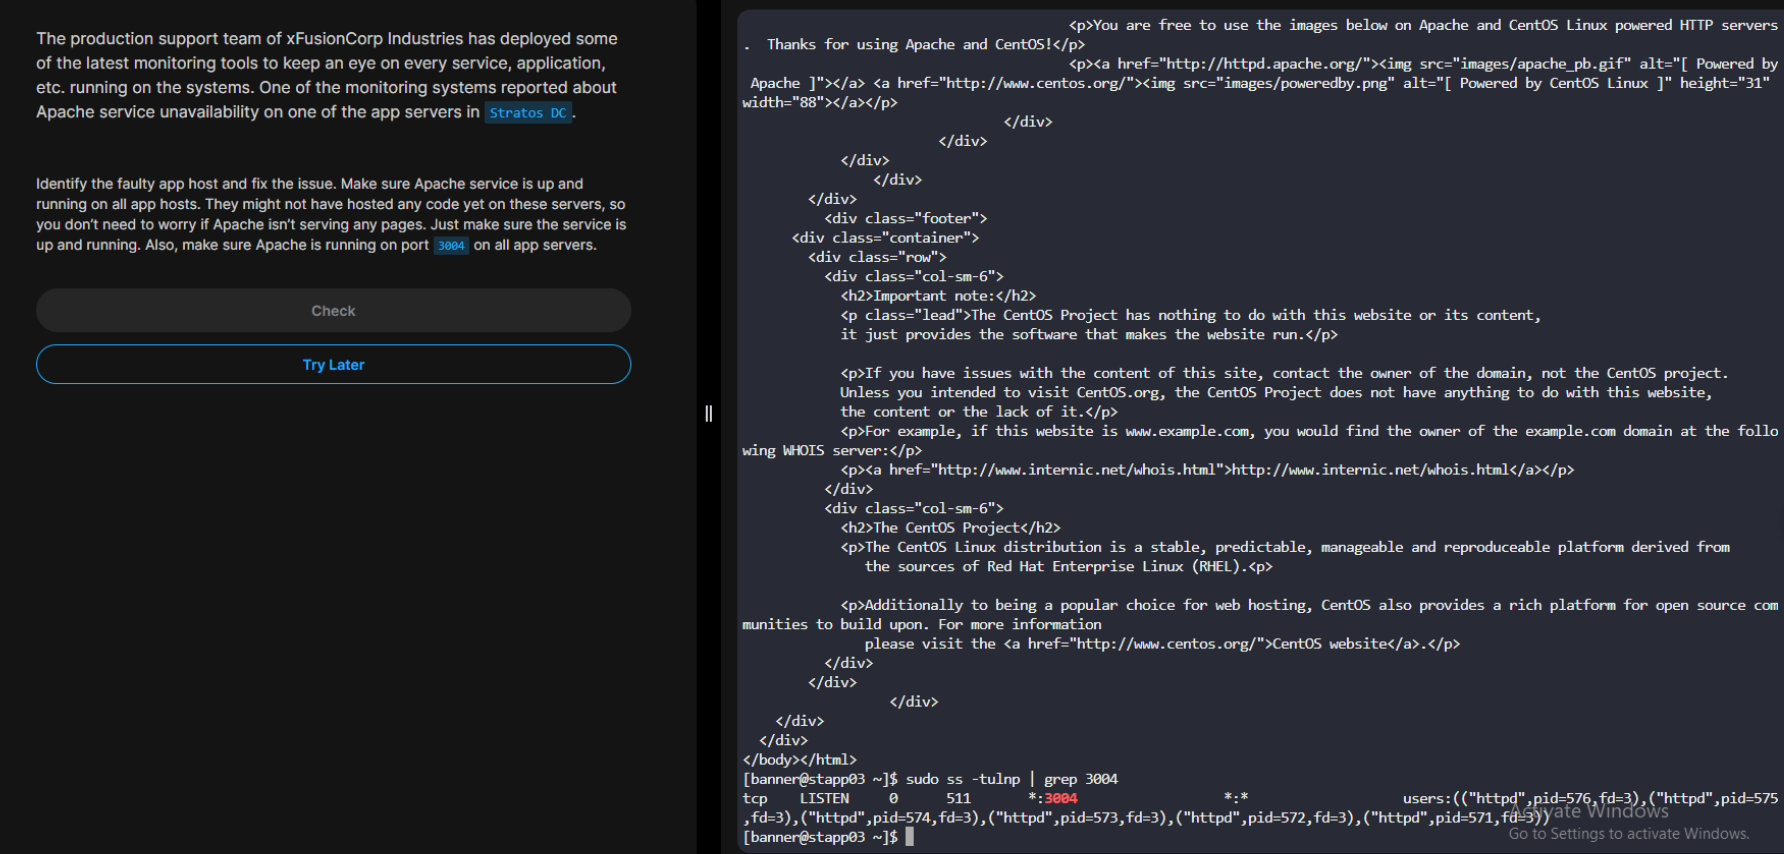 The production support team of xFusionCorp Industries has deployed some
of the latest monitoring tools to keep an eye on every service, application,
etc. running on the systems. One of the monitoring systems reported about
Apache service unavailability on one of the app servers in Stratos DC.
Identify the faulty app host and fix the issue. Make sure Apache service is up and
running on all app hosts. They might not have hosted any code yet on these servers, so
you don’t need to worry if Apache isn’t serving any pages. Just make sure the service is
up and running. Also, make sure Apache is running on port 3004 on all app servers.
Check
Try Later
<p>You are free to use the images below on Apache and CentOS Linux powered HTTP servers
.  Thanks for using Apache and CentOS!</p>
<p><a href="http://httpd.apache.org/"><img src="images/apache_pb.gif" alt="[ Powered by
Apache ]"></a> <a href="http://www.centos.org/"><img src="images/poweredby.png" alt="[ Powered by CentOS Linux ]" height="31"
width="88"></a></p>
</div>
</div>
</div>
</div>
</div>
<div class="footer">
<div class="container">
<div class="row">
<div class="col-sm-6">
<h2>Important note:</h2>
<p class="lead">The CentOS Project has nothing to do with this website or its content,
it just provides the software that makes the website run.</p>
<p>If you have issues with the content of this site, contact the owner of the domain, not the CentOS project.
Unless you intended to visit CentOS.org, the CentOS Project does not have anything to do with this website,
the content or the lack of it.</p>
<p>For example, if this website is www.example.com, you would find the owner of the example.com domain at the follo
wing WHOIS server:</p>
<p><a href="http://www.internic.net/whois.html">http://www.internic.net/whois.html</a></p>
</div>
<div class="col-sm-6">
<h2>The CentOS Project</h2>
<p>The CentOS Linux distribution is a stable, predictable, manageable and reproduceable platform derived from
the sources of Red Hat Enterprise Linux (RHEL).<p>
<p>Additionally to being a popular choice for web hosting, CentOS also provides a rich platform for open source com
munities to build upon. For more information
please visit the <a href="http://www.centos.org/">CentOS website</a>.</p>
</div>
</div>
</div>
</div>
</div>
</body></html>
[banner@stapp03 ~]$ sudo ss -tulnp | grep 3004
tcp    LISTEN     0      511       *:3004                  *:*                   users:(("httpd",pid=576,fd=3),("httpd",pid=575
,fd=3),("httpd",pid=574,fd=3),("httpd",pid=573,fd=3),("httpd",pid=572,fd=3),("httpd",pid=571,fd=3))
[banner@stapp03 ~]$
Activate Windows
Go to Settings to activate Windows.